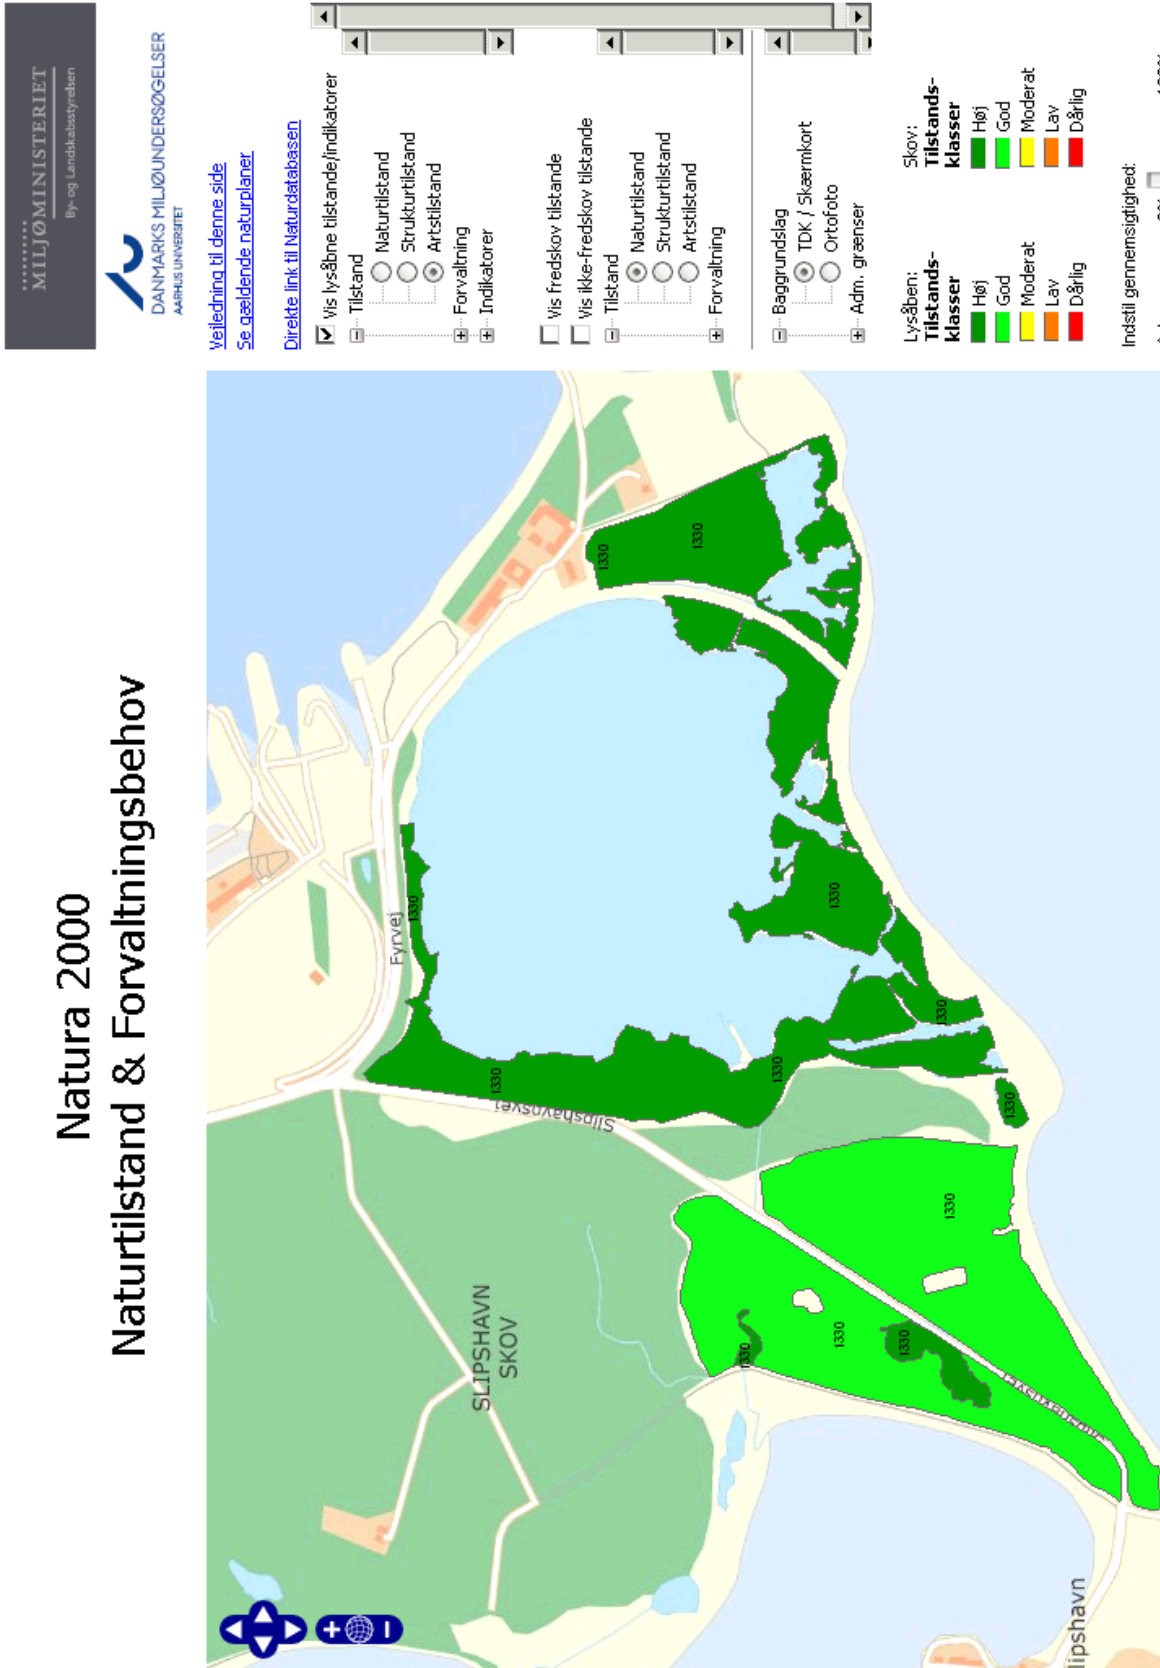 Natura 2000
Naturtilstand & Forvaltningsbehov
MILJØMINISTERIET
By- og Landskabsstyrelsen
DANMARKS MILJØUNDERSØGELSER
AARHUS UNIVERSITET
Vejledning til denne side
Se gældende naturplaner
Direkte link til Naturdatabasen
Vis lysåbne tilstande/indikatorer
Tilstand
Naturtilstand
Strukturtilstand
Artstilstand
Forvaltning
Indikatorer
Vis fredskov tilstande
Vis ikke-fredskov tilstande
Tilstand
Naturtilstand
Strukturtilstand
Artstilstand
Forvaltning
Baggrundslag
TDK / Skærmkort
Ortofoto
Adm. grænser
Lysåben:
Tilstands-
klasser
Høj
God
Moderat
Lav
Dårlig
Skov:
Tilstands-
klasser
Høj
God
Moderat
Lav
Dårlig
Indstil gennemsigtighed:
SLIPSHAVN
SKOV
Fyrvej
Slipshavnsvej
Slipshavnsvej
lipshavn
1330
1330
1330
1330
1330
1330
1330
1330
1330
1330
1330
1330